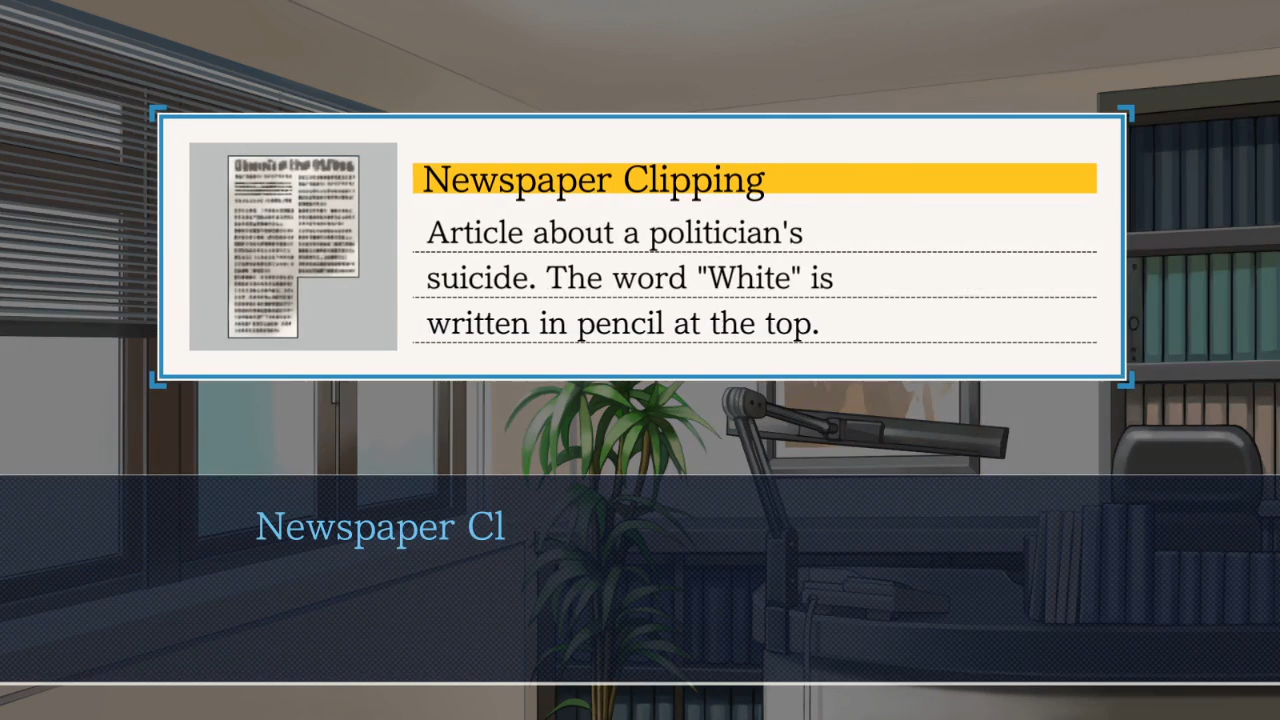 Newspaper Clipping
Article about a politician's
suicide. The word "White" is
written in pencil at the top.
Newspaper Cl